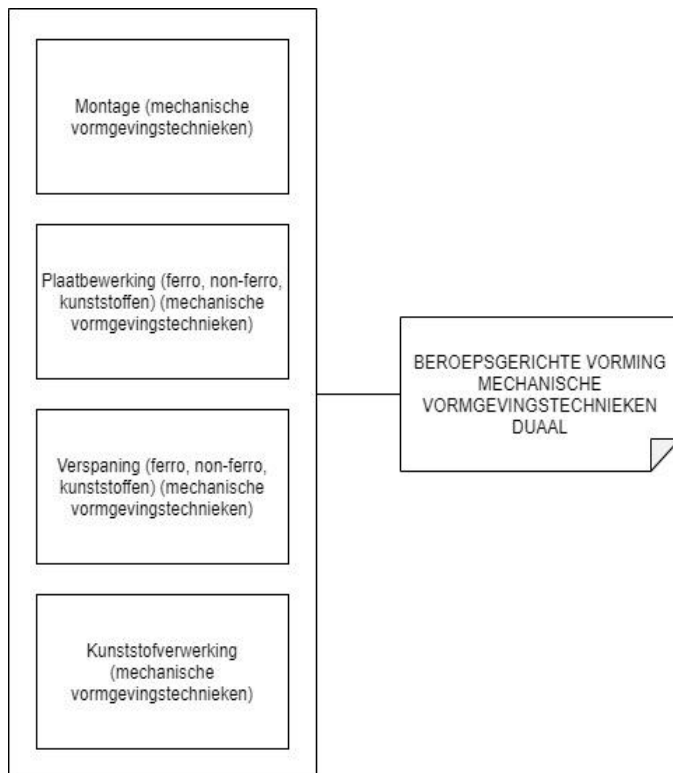 Montage (mechanische
vormgevingstechnieken)
Plaatbewerking (ferro, non-ferro,
kunststoffen) (mechanische
vormgevingstechnieken)
Verspaning (ferro, non-ferro,
kunststoffen) (mechanische
vormgevingstechnieken)
Kunststofverwerking
(mechanische
vormgevingstechnieken)
BEROEPSGERICHTE VORMING
MECHANISCHE
VORMGEVINGSTECHNIEKEN
DUAAL